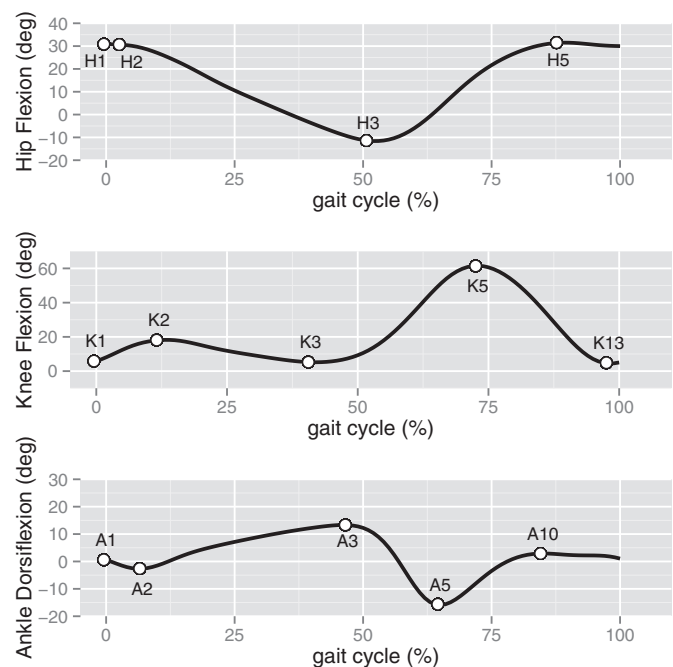 Hip Flexion (deg)
40
30
20
10
0
−10
−20
H1
H2
H3
H5
0 25 50 75 100
gait cycle (%)
Knee Flexion (deg)
60
40
20
0
K1
K2
K3
K5
K13
0 25 50 75 100
gait cycle (%)
Ankle Dorsiflexion (deg)
30
20
10
0
−10
−20
A1
A2
A3
A5
A10
0 25 50 75 100
gait cycle (%)